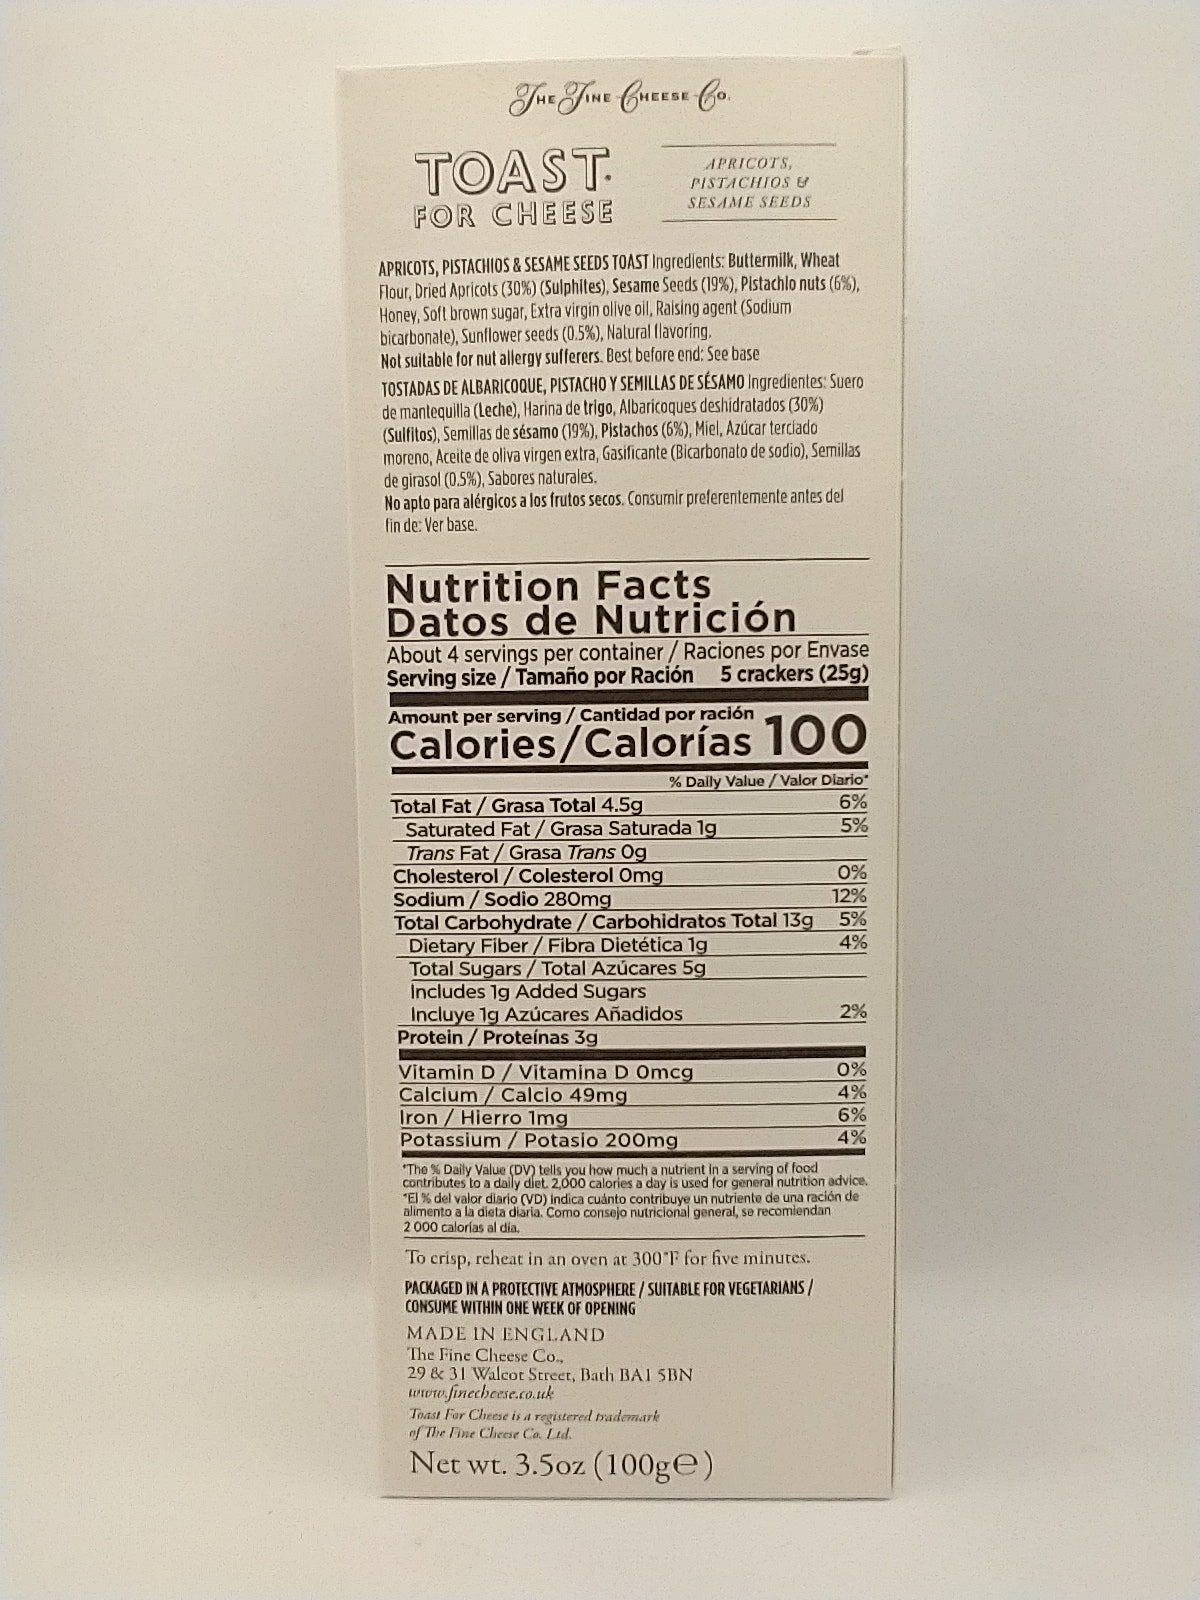 The Fine Cheese Co.
TOAST.
FOR CHEESE
APRICOTS,
PISTACHIOS &
SESAME SEEDS
APRICOTS, PISTACHIOS & SESAME SEEDS TOAST Ingredients: Buttermilk, Wheat
Flour, Dried Apricots (30%) (Sulphites), Sesame Seeds (19%), Pistachio nuts (6%),
Honey, Soft brown sugar, Extra virgin olive oil, Raising agent (Sodium
bicarbonate), Sunflower seeds (0.5%), Natural flavoring.
Not suitable for nut allergy sufferers. Best before end: See base
TOSTADAS DE ALBARICOQUE, PISTACHO Y SEMILLAS DE SÉSAMO Ingredientes: Suero
de mantequilla (Leche), Harina de trigo, Albaricoques deshidratados (30%)
(Sulfitos), Semillas de sésamo (19%), Pistachos (6%), Miel, Azúcar terciado
moreno, Aceite de oliva virgen extra, Gasificante (Bicarbonato de sodio), Semillas
de girasol (0.5%), Sabores naturales.
No apto para alérgicos a los frutos secos. Consumir preferentemente antes del
fin de: Ver base.
Nutrition Facts
Datos de Nutrición
About 4 servings per container / Raciones por Envase
Serving size / Tamaño por Ración 5 crackers (25g)
Amount per serving / Cantidad por ración
Calories/Calorías 100
% Daily Value / Valor Diario*
Total Fat / Grasa Total 4.5g 6%
Saturated Fat / Grasa Saturada 1g 5%
Trans Fat / Grasa Trans 0g
Cholesterol / Colesterol 0mg 0%
Sodium / Sodio 280mg 12%
Total Carbohydrate / Carbohidratos Total 13g 5%
Dietary Fiber / Fibra Dietética 1g 4%
Total Sugars / Total Azúcares 5g
Includes 1g Added Sugars
Incluye 1g Azúcares Añadidos 2%
Protein / Proteínas 3g
Vitamin D / Vitamina D 0mcg 0%
Calcium / Calcio 49mg 4%
Iron / Hierro 1mg 6%
Potassium / Potasio 200mg 4%
*The % Daily Value (DV) tells you how much a nutrient in a serving of food
contributes to a daily diet. 2,000 calories a day is used for general nutrition advice.
*El % del valor diario (VD) indica cuánto contribuye un nutriente de una ración de
alimento a la dieta diaria. Como consejo nutricional general, se recomiendan
2 000 calorías al día.
To crisp, reheat in an oven at 300°F for five minutes.
PACKAGED IN A PROTECTIVE ATMOSPHERE / SUITABLE FOR VEGETARIANS /
CONSUME WITHIN ONE WEEK OF OPENING
MADE IN ENGLAND
The Fine Cheese Co.,
29 & 31 Walcot Street, Bath BA1 5BN
www.finecheese.co.uk
Toast For Cheese is a registered trademark
of The Fine Cheese Co. Ltd.
Net wt. 3.5oz (100g℮)